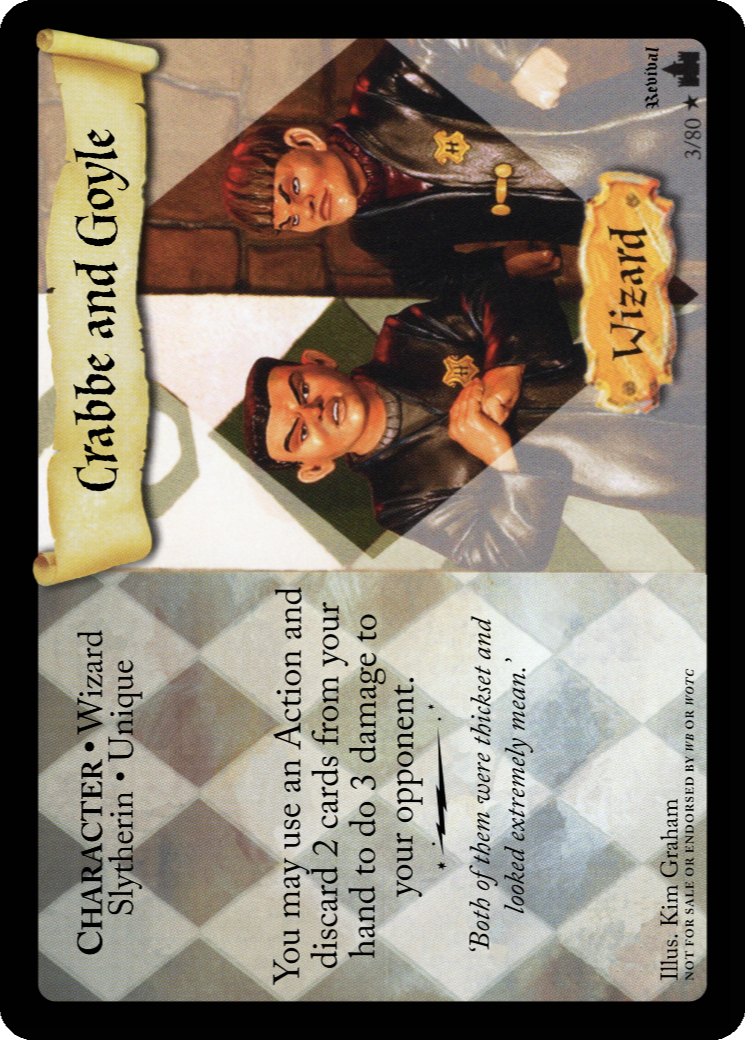 Crabbe and Goyle
CHARACTER • Wizard
Slytherin • Unique
You may use an Action and
discard 2 cards from your
hand to do 3 damage to
your opponent.
‘Both of them were thickset and
looked extremely mean.’
Wizard
Revival
3/80 ★
Illus. Kim Graham
NOT FOR SALE OR ENDORSED BY WB OR WOTC